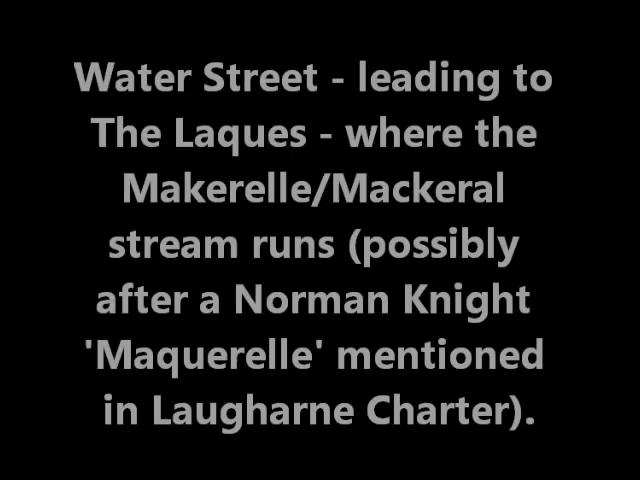 Water Street - leading to
The Laques - where the
Makerelle/Mackeral
stream runs (possibly
after a Norman Knight
'Maquerelle' mentioned
in Laugharne Charter).